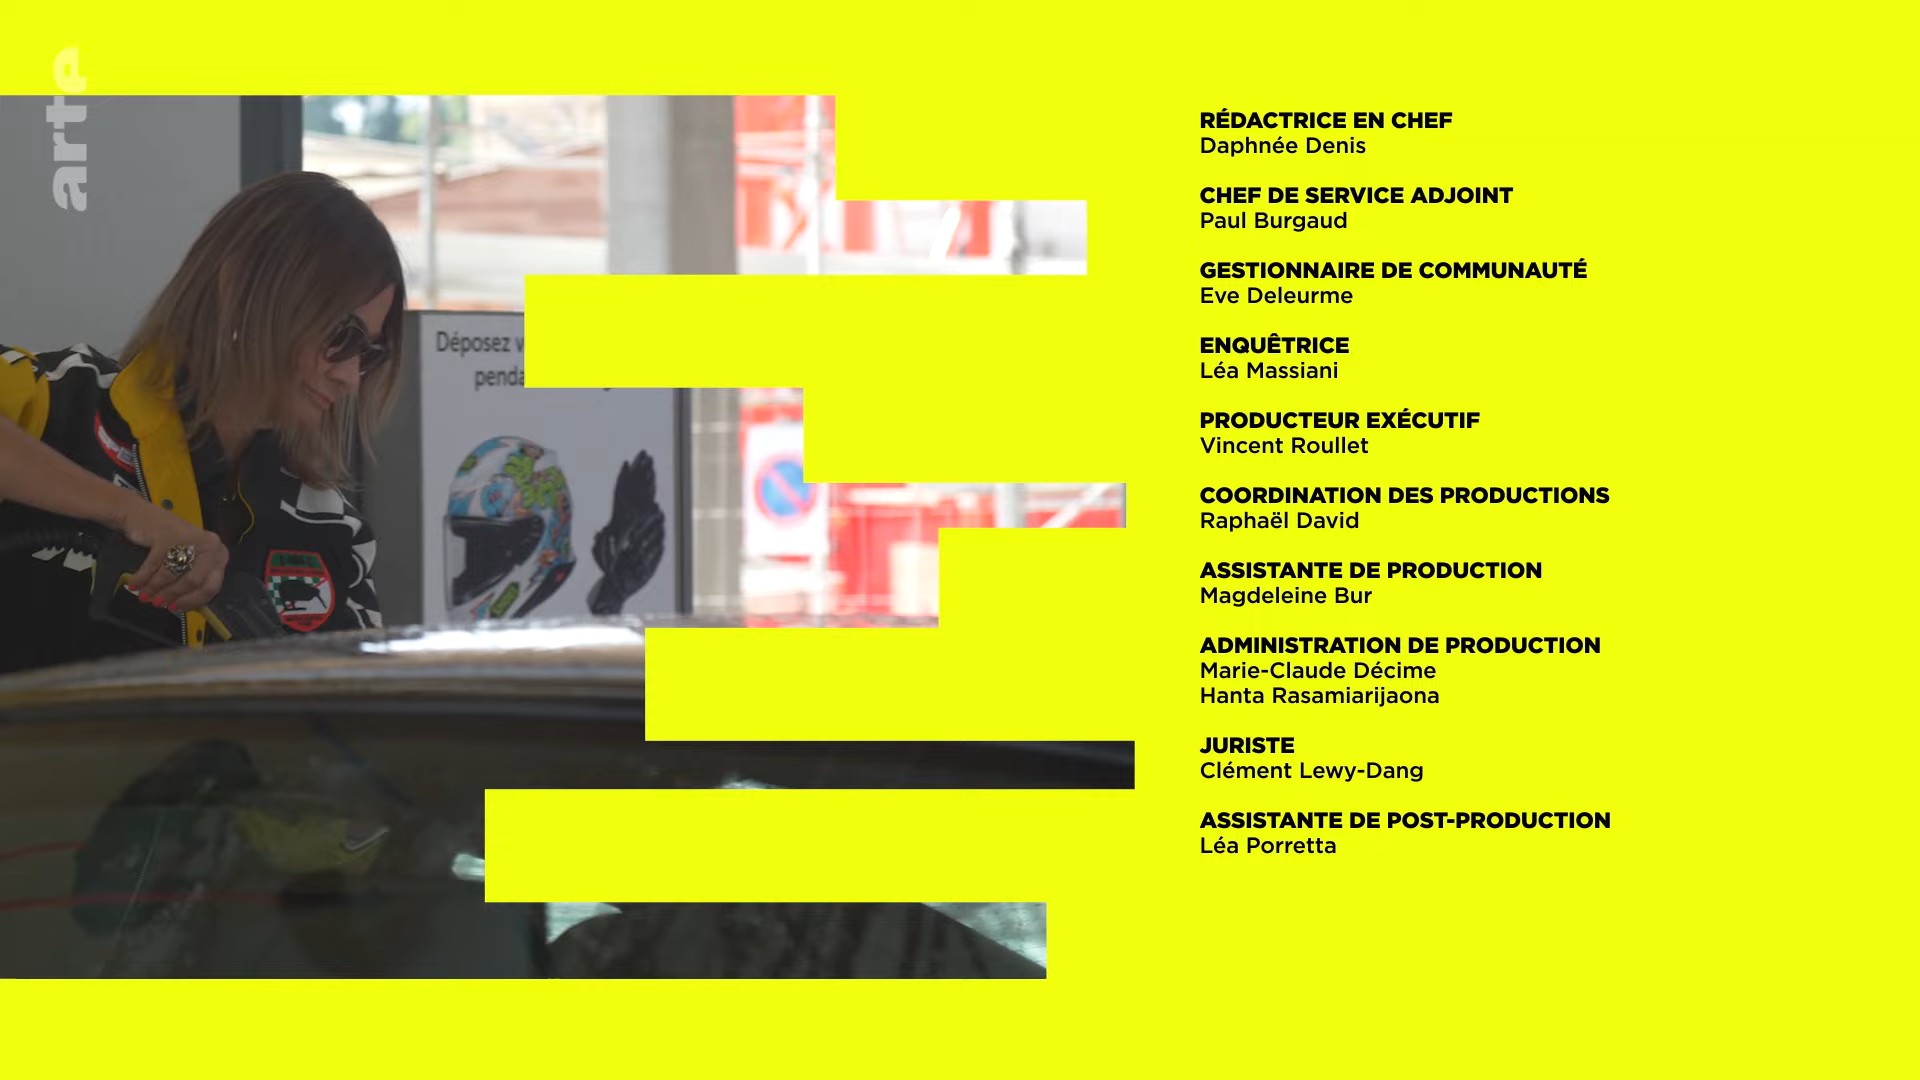 arte
Déposez
RÉDACTRICE EN CHEF
Daphnée Denis
CHEF DE SERVICE ADJOINT
Paul Burgaud
GESTIONNAIRE DE COMMUNAUTÉ
Eve Deleurme
ENQUÊTRICE
Léa Massiani
PRODUCTEUR EXÉCUTIF
Vincent Roullet
COORDINATION DES PRODUCTIONS
Raphaël David
ASSISTANTE DE PRODUCTION
Magdeleine Bur
ADMINISTRATION DE PRODUCTION
Marie-Claude Décime
Hanta Rasamiarijaona
JURISTE
Clément Lewy-Dang
ASSISTANTE DE POST-PRODUCTION
Léa Porretta